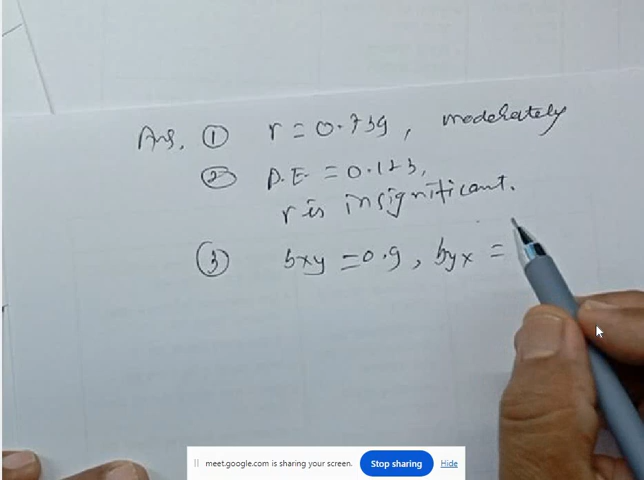 Ans. ① r = 0.739, moderately
② P.E. = 0.123,
r is insignificant.
③ bxy = 0.9, byx =
meet.google.com is sharing your screen. Stop sharing Hide